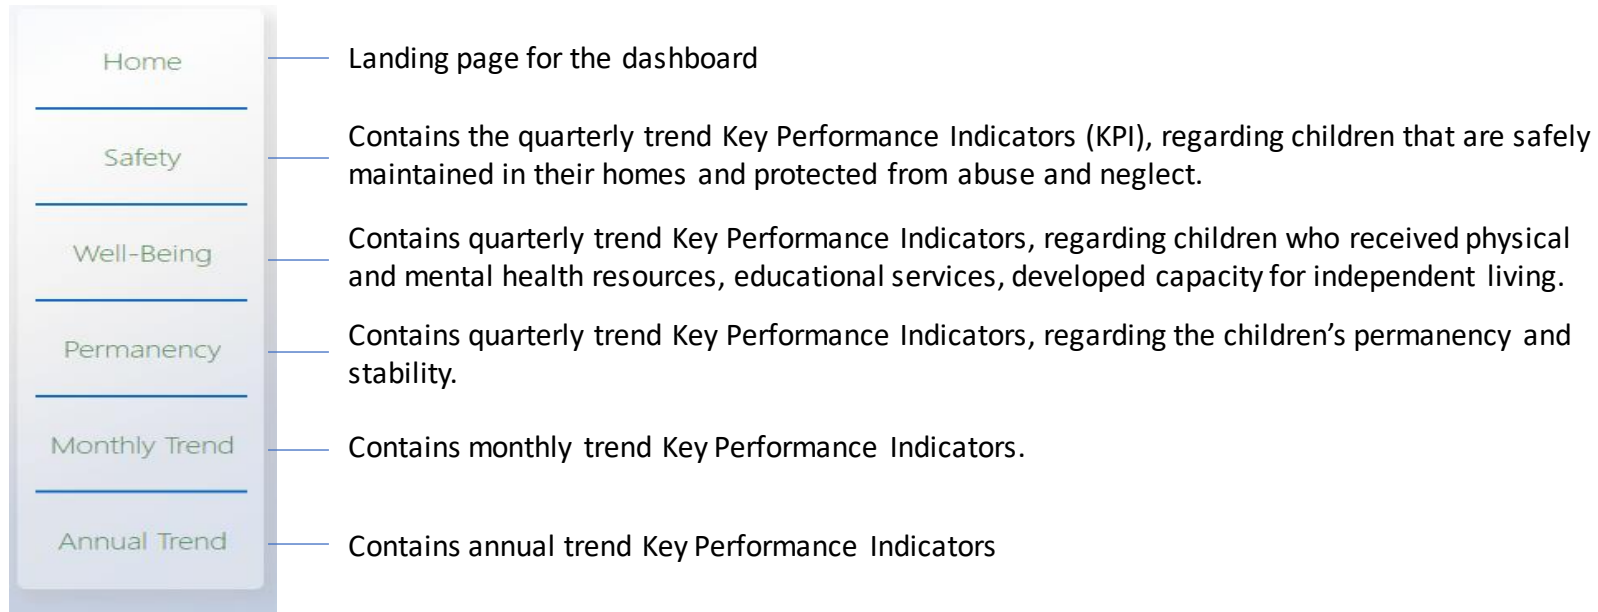 Home
Landing page for the dashboard
Safety
Contains the quarterly trend Key Performance Indicators (KPI), regarding children that are safely
maintained in their homes and protected from abuse and neglect.
Well-Being
Contains quarterly trend Key Performance Indicators, regarding children who received physical
and mental health resources, educational services, developed capacity for independent living.
Permanency
Contains quarterly trend Key Performance Indicators, regarding the children’s permanency and
stability.
Monthly Trend
Contains monthly trend Key Performance Indicators.
Annual Trend
Contains annual trend Key Performance Indicators